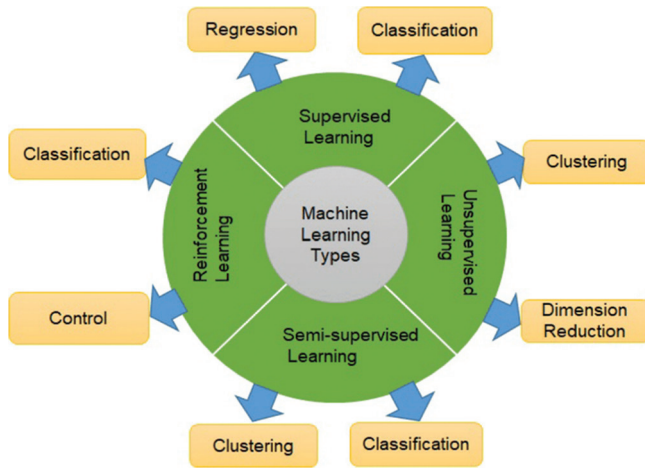 Regression
Classification
Supervised
Learning
Classification
Clustering
Reinforcement
Learning
Machine
Learning
Types
Unsupervised
Learning
Control
Dimension
Reduction
Semi-supervised
Learning
Clustering
Classification